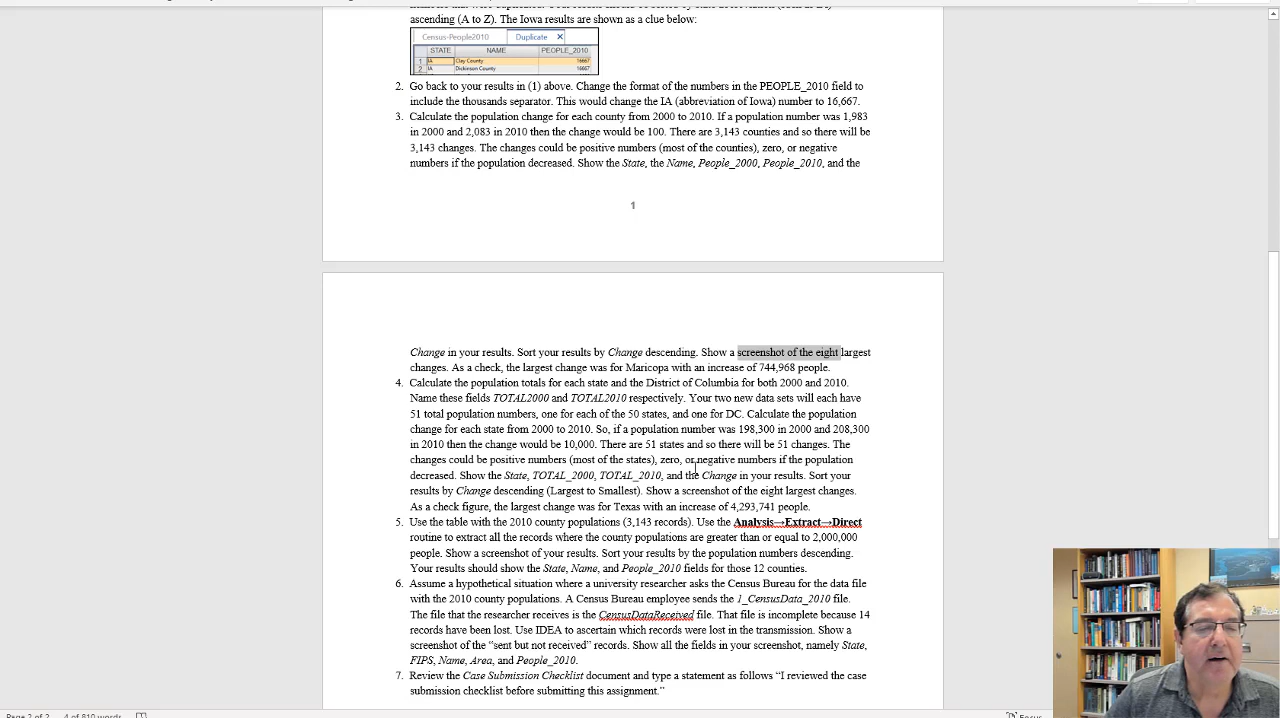 ascending (A to Z). The Iowa results are shown as a clue below:
Census-People2010 Duplicate ×
STATE NAME PEOPLE_2010
1 IA Clay County 16667
2 IA Dickinson County 16667
2. Go back to your results in (1) above. Change the format of the numbers in the PEOPLE_2010 field to
include the thousands separator. This would change the IA (abbreviation of Iowa) number to 16,667.
3. Calculate the population change for each county from 2000 to 2010. If a population number was 1,983
in 2000 and 2,083 in 2010 then the change would be 100. There are 3,143 counties and so there will be
3,143 changes. The changes could be positive numbers (most of the counties), zero, or negative
numbers if the population decreased. Show the State, the Name, People_2000, People_2010, and the
1
Change in your results. Sort your results by Change descending. Show a screenshot of the eight largest
changes. As a check, the largest change was for Maricopa with an increase of 744,968 people.
4. Calculate the population totals for each state and the District of Columbia for both 2000 and 2010.
Name these fields TOTAL2000 and TOTAL2010 respectively. Your two new data sets will each have
51 total population numbers, one for each of the 50 states, and one for DC. Calculate the population
change for each state from 2000 to 2010. So, if a population number was 198,300 in 2000 and 208,300
in 2010 then the change would be 10,000. There are 51 states and so there will be 51 changes. The
changes could be positive numbers (most of the states), zero, or negative numbers if the population
decreased. Show the State, TOTAL_2000, TOTAL_2010, and the Change in your results. Sort your
results by Change descending (Largest to Smallest). Show a screenshot of the eight largest changes.
As a check figure, the largest change was for Texas with an increase of 4,293,741 people.
5. Use the table with the 2010 county populations (3,143 records). Use the Analysis→Extract→Direct
routine to extract all the records where the county populations are greater than or equal to 2,000,000
people. Show a screenshot of your results. Sort your results by the population numbers descending.
Your results should show the State, Name, and People_2010 fields for those 12 counties.
6. Assume a hypothetical situation where a university researcher asks the Census Bureau for the data file
with the 2010 county populations. A Census Bureau employee sends the 1_CensusData_2010 file.
The file that the researcher receives is the CensusDataReceived file. That file is incomplete because 14
records have been lost. Use IDEA to ascertain which records were lost in the transmission. Show a
screenshot of the “sent but not received” records. Show all the fields in your screenshot, namely State,
FIPS, Name, Area, and People_2010.
7. Review the Case Submission Checklist document and type a statement as follows “I reviewed the case
submission checklist before submitting this assignment.”
Page 2 of 2 4 of 810 words Focus